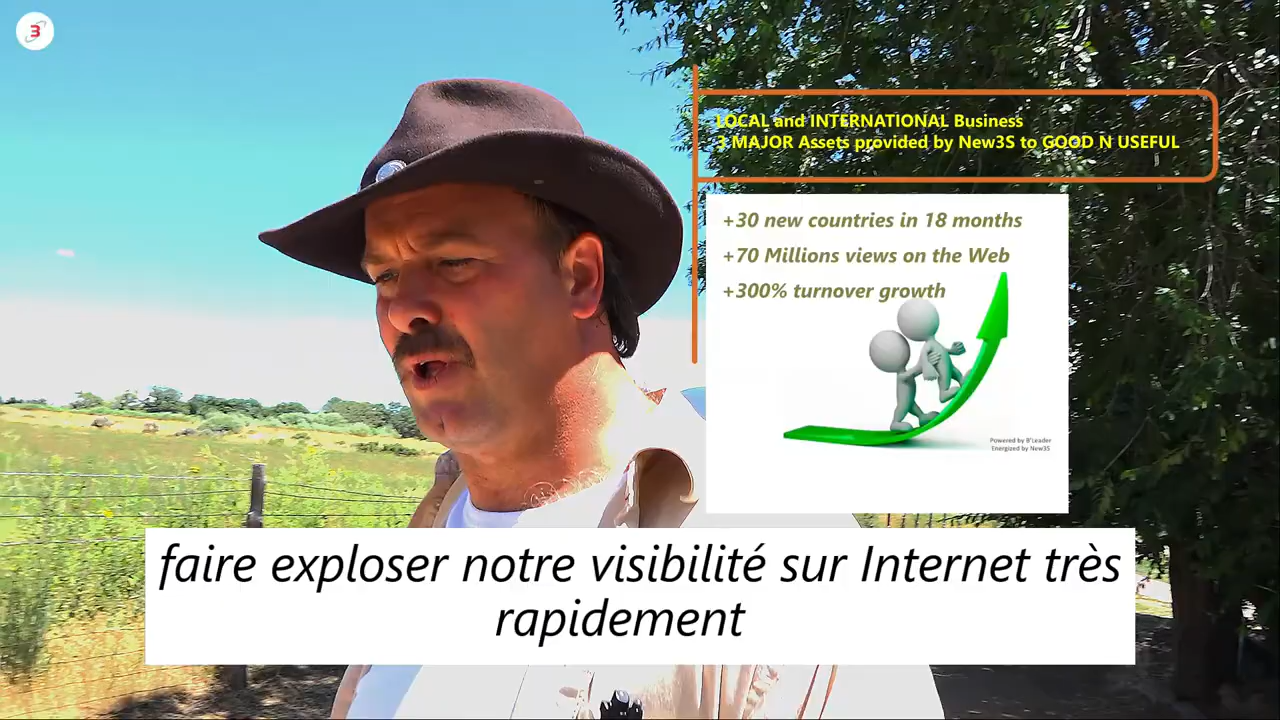 3
LOCAL and INTERNATIONAL Business
3 MAJOR Assets provided by New3S to GOOD N USEFUL
+30 new countries in 18 months
+70 Millions views on the Web
+300% turnover growth
Powered by B'Leader
Energized by New3S
faire exploser notre visibilité sur Internet très
rapidement